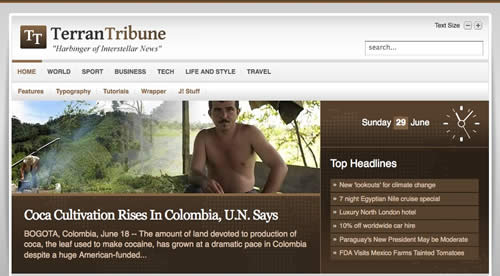 TT TerranTribune
"Harbinger of Interstellar News"
Text Size
search...
HOME WORLD SPORT BUSINESS TECH LIFE AND STYLE TRAVEL
Features Typography Tutorials Wrapper J! Stuff
Sunday 29 June
Coca Cultivation Rises In Colombia, U.N. Says
BOGOTA, Colombia, June 18 -- The amount of land devoted to production of
coca, the leaf used to make cocaine, has grown at a dramatic pace in Colombia
despite a huge American-funded...
Top Headlines
» New 'lookouts' for climate change
» 7 night Egyptian Nile cruise special
» Luxury North London hotel
» 10% off worldwide car hire
» Paraguay's New President May be Moderate
» FDA Visits Mexico Farms Tainted Tomatoes